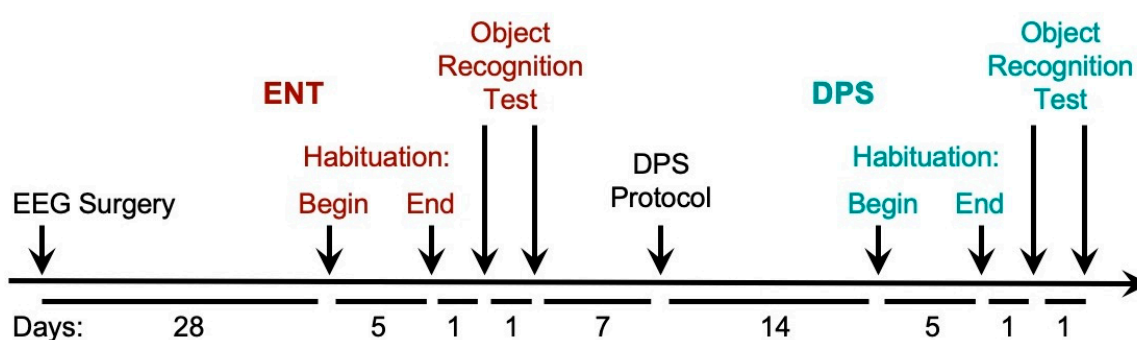 Object
Recognition
Test
Object
Recognition
Test
ENT
DPS
Habituation:
DPS
Protocol
Habituation:
EEG Surgery
Begin
End
Begin
End
Days:
28
5
1
1
7
14
5
1
1